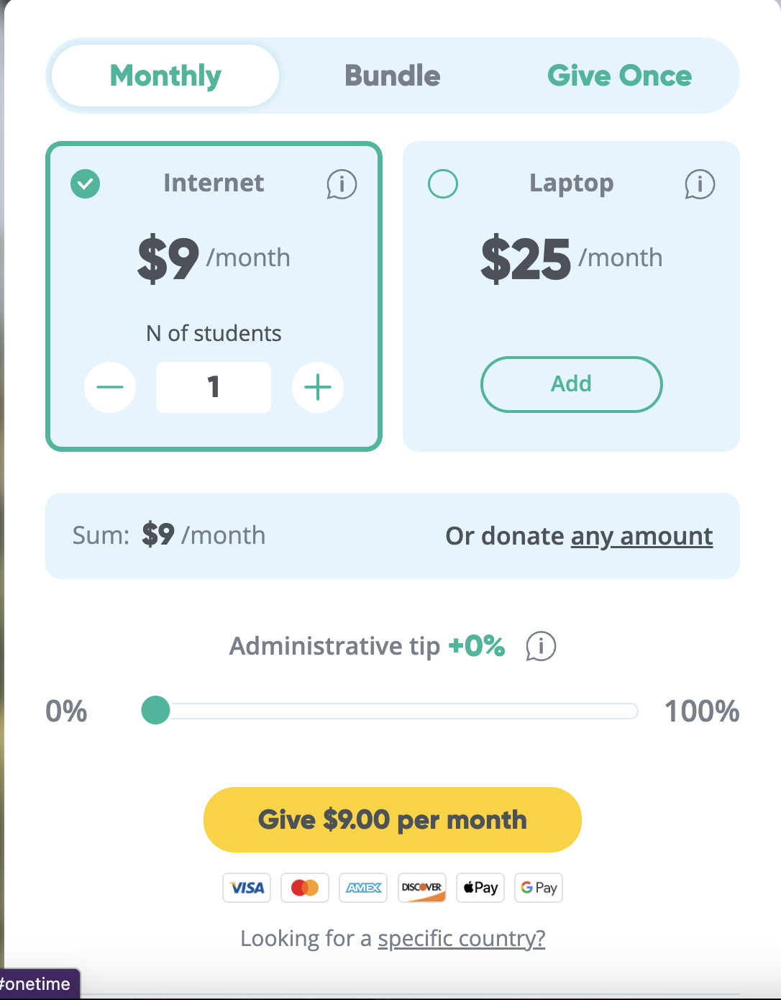 Monthly Bundle Give Once
Internet
$9 /month
N of students
1
Laptop
$25 /month
Add
Sum: $9 /month
Or donate any amount
Administrative tip +0%
0% 100%
Give $9.00 per month
VISA AMEX DISCOVER Pay G Pay
Looking for a specific country?
#onetime